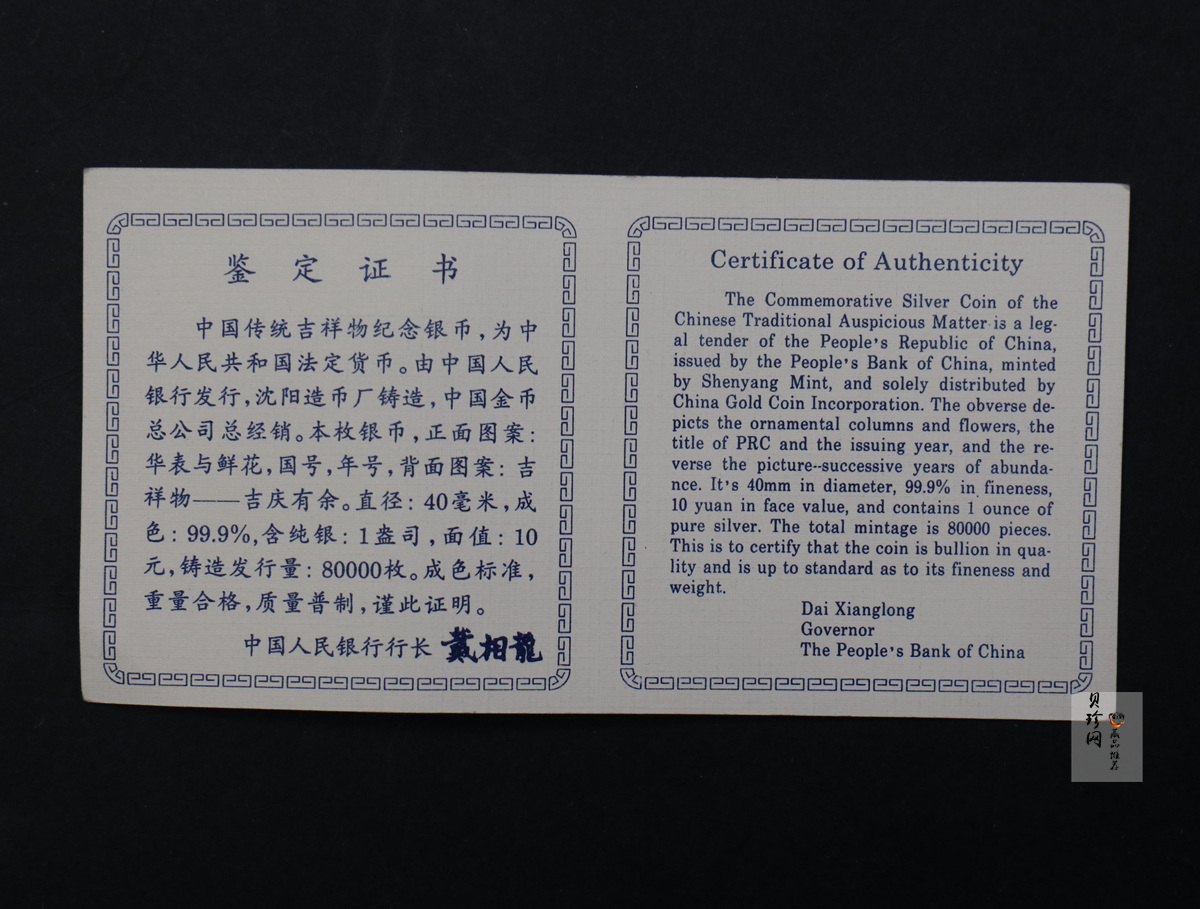 鉴定证书
中国传统吉祥物纪念银币,为中
华人民共和国法定货币。由中国人民
银行发行,沈阳造币厂铸造,中国金币
总公司总经销。本枚银币,正面图案:
华表与鲜花,国号,年号,背面图案:吉
祥物——吉庆有余。直径:40毫米,成
色:99.9%,含纯银:1盎司,面值:10
元,铸造发行量:80000枚。成色标准,
重量合格,质量普制,谨此证明。
中国人民银行行长 戴相龍
Certificate of Authenticity
The Commemorative Silver Coin of the
Chinese Traditional Auspicious Matter is a leg-
al tender of the People's Republic of China,
issued by the People's Bank of China, minted
by Shenyang Mint, and solely distributed by
China Gold Coin Incorporation. The obverse de-
picts the ornamental columns and flowers, the
title of PRC and the issuing year, and the re-
verse the picture--successive years of abunda-
nce. It's 40mm in diameter, 99.9% in fineness,
10 yuan in face value, and contains 1 ounce of
pure silver. The total mintage is 80000 pieces.
This is to certify that the coin is bullion in qua-
lity and is up to standard as to its fineness and
weight.
Dai Xianglong
Governor
The People's Bank of China
贝珍网
藏品推荐